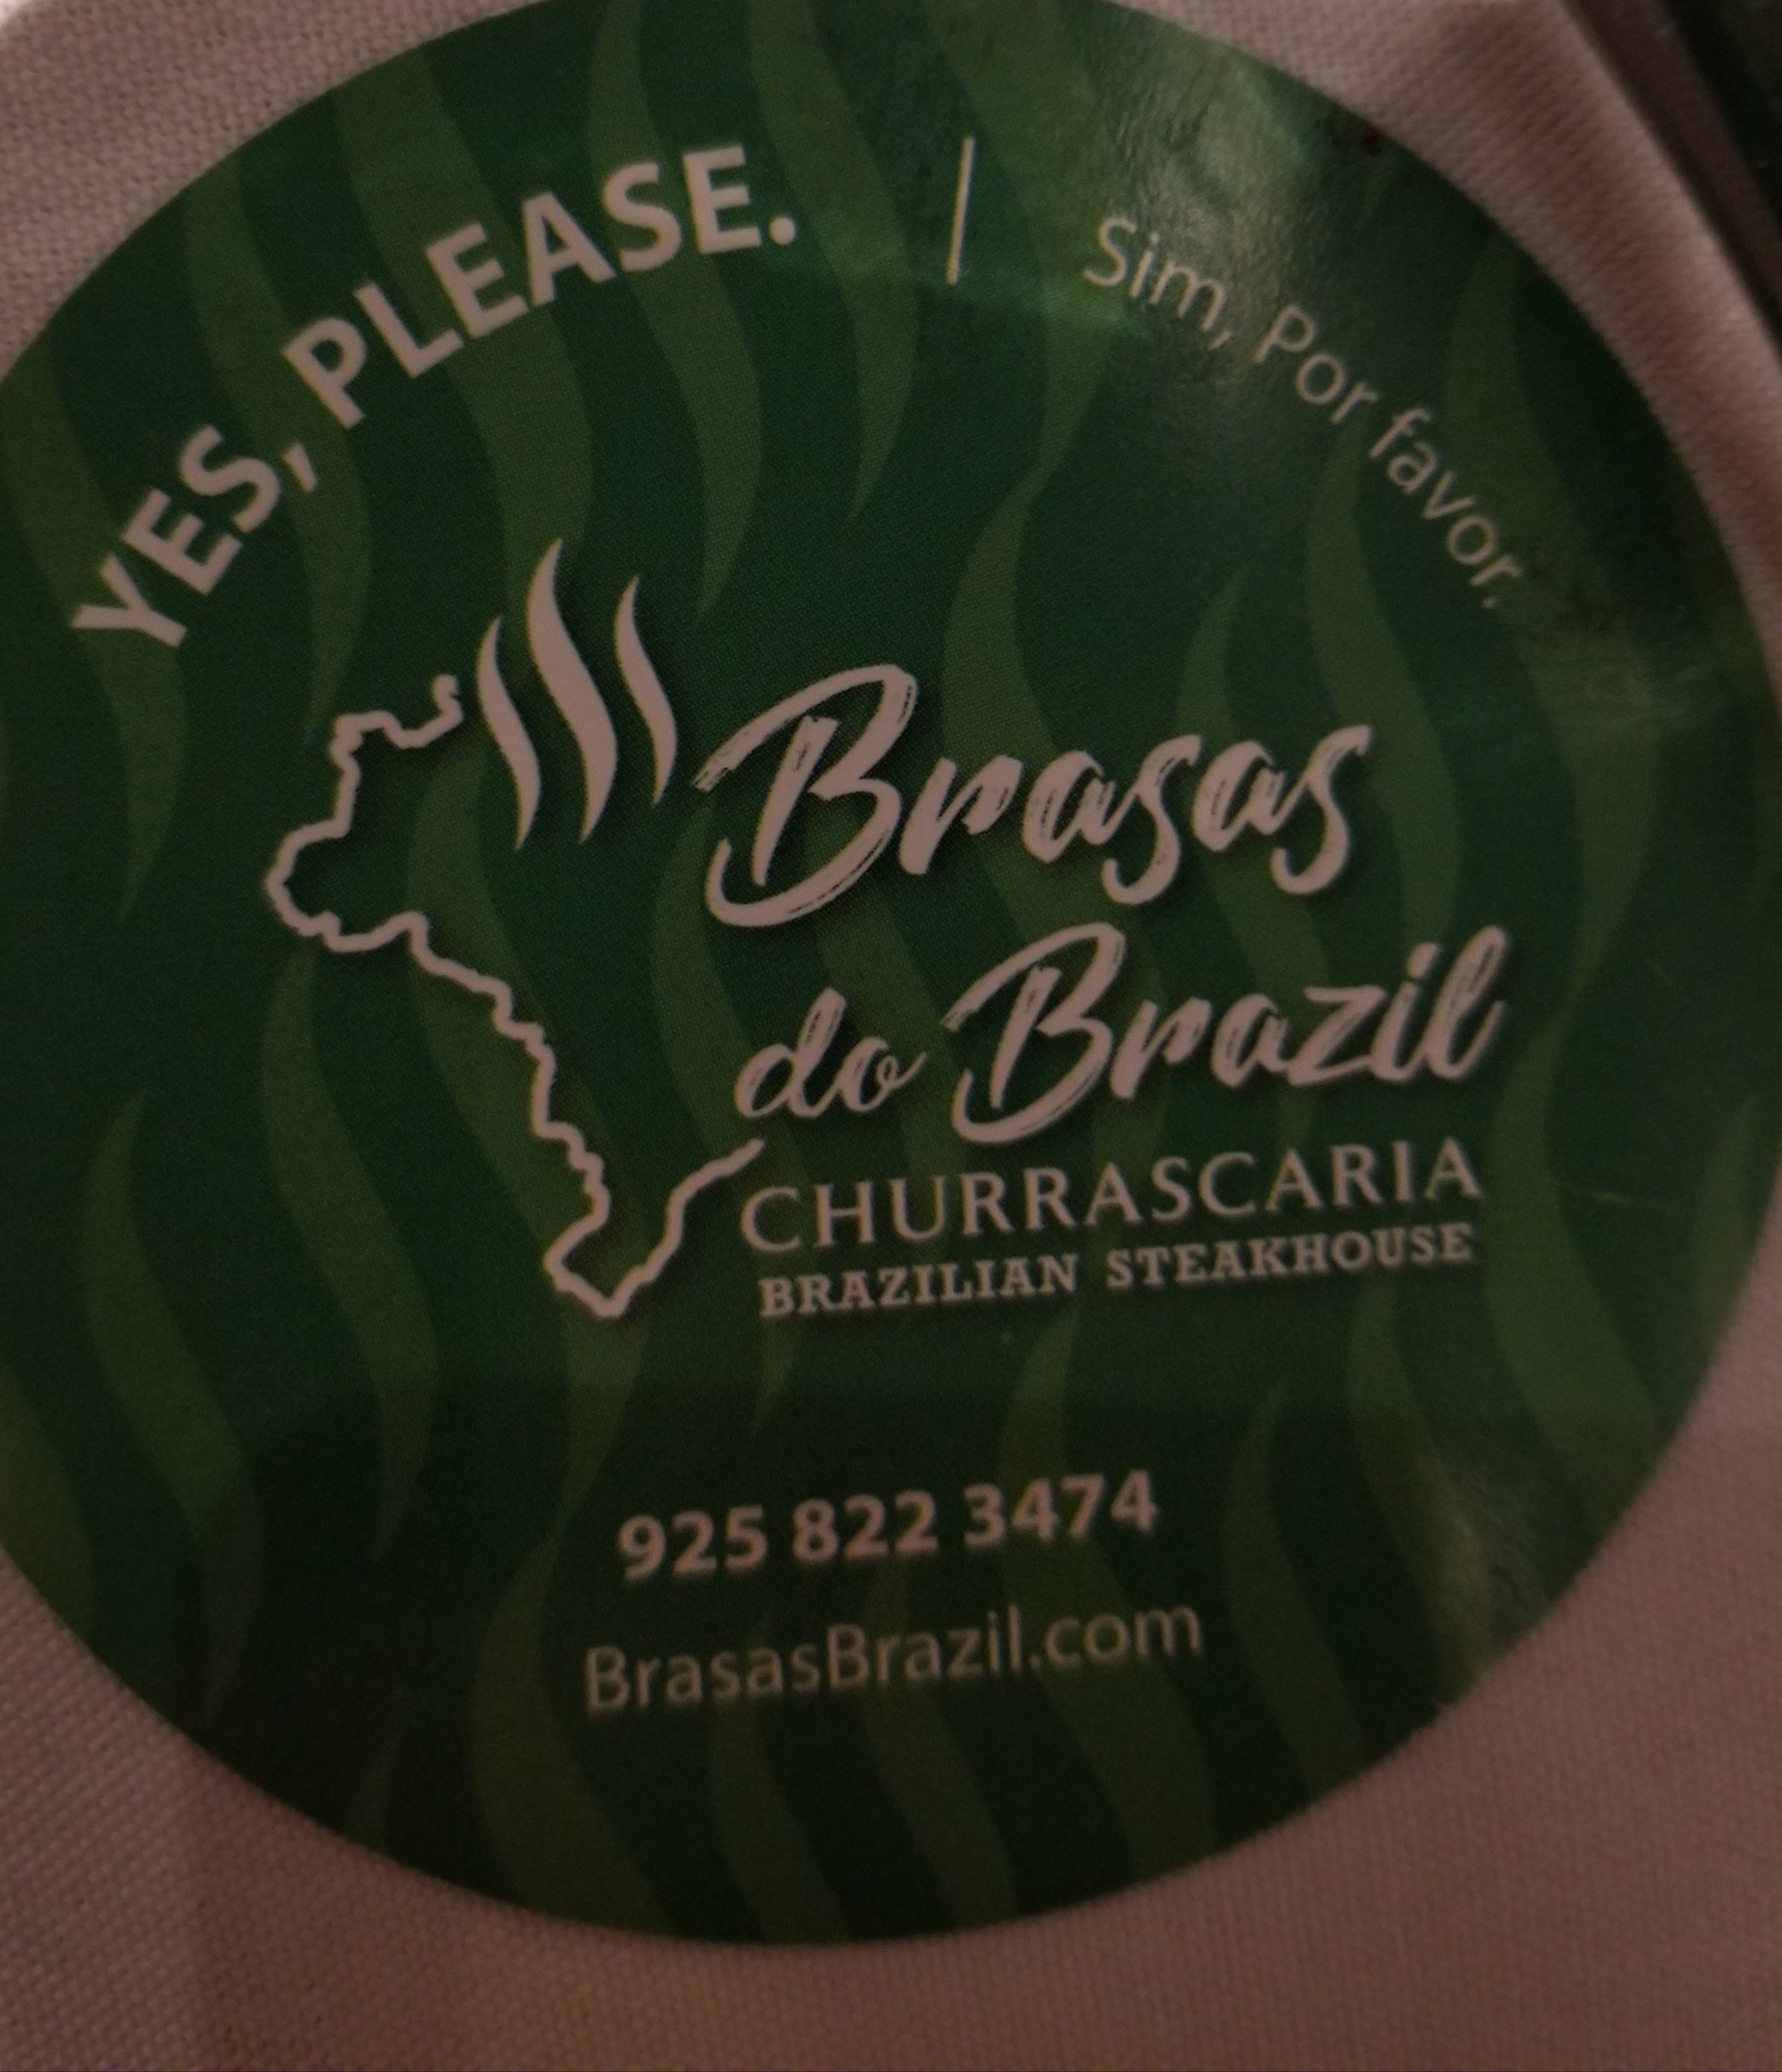 YES, PLEASE. | Sim, Por favor.
Brasas
do Brazil
CHURRASCARIA
BRAZILIAN STEAKHOUSE
925 822 3474
BrasasBrazil.com